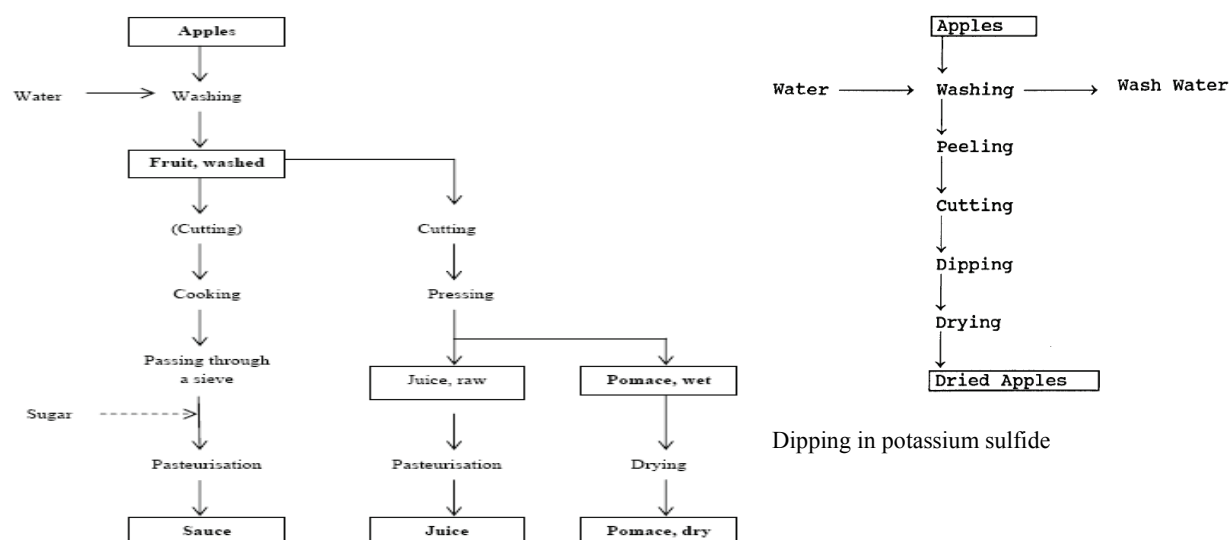 Apples
Water
Washing
Fruit, washed
(Cutting)
Cutting
Cooking
Pressing
Passing through
a sieve
Juice, raw
Pomace, wet
Sugar
Pasteurisation
Pasteurisation
Drying
Sauce
Juice
Pomace, dry
Apples
Water
Washing
Wash Water
Peeling
Cutting
Dipping
Drying
Dried Apples
Dipping in potassium sulfide